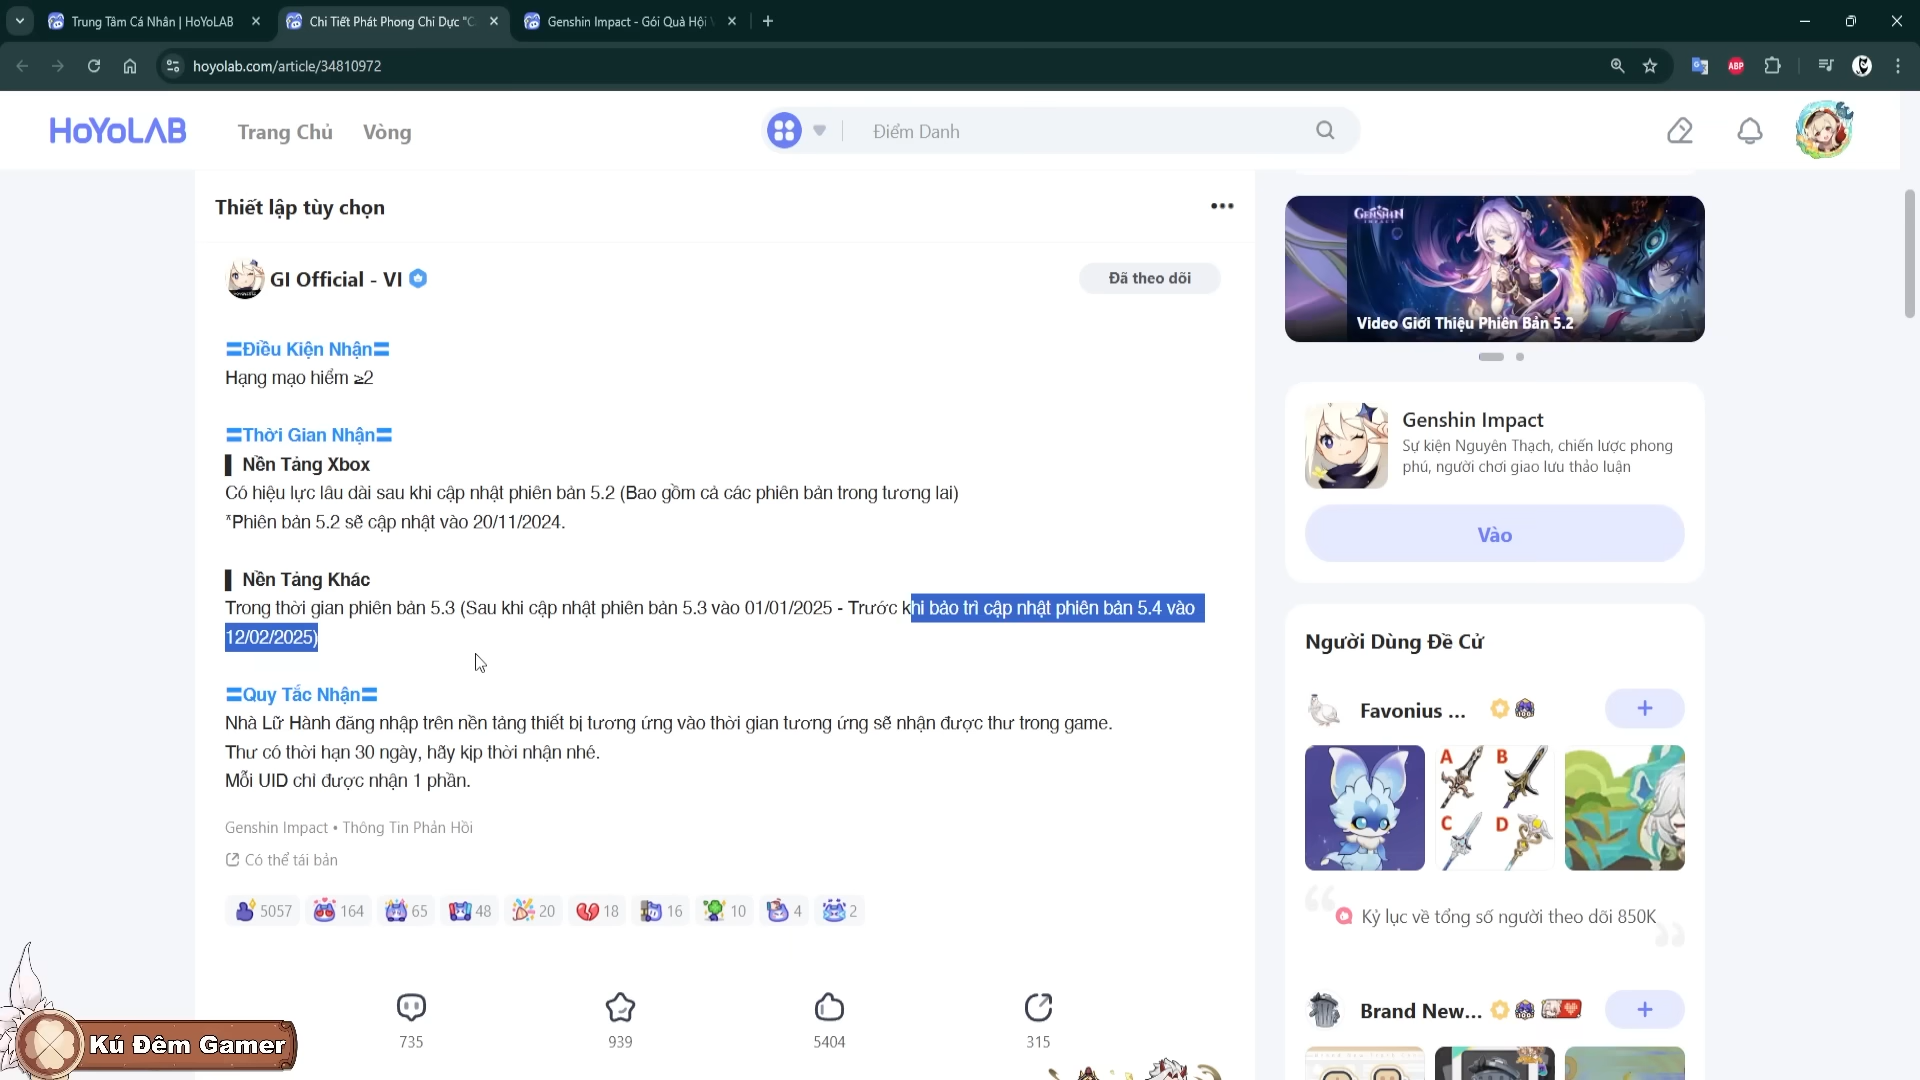 Trung Tâm Cá Nhân | HoYoLAB
Chi Tiết Phát Phong Chi Dực "C
Genshin Impact - Gói Quà Hội
hoyolab.com/article/34810972
ABP
HoYoLAB
Trang Chủ
Vòng
Điểm Danh
Thiết lập tùy chọn
GI Official - VI
Đã theo dõi
〓Điều Kiện Nhận〓
Hạng mạo hiểm ≥2
〓Thời Gian Nhận〓
▌ Nền Tảng Xbox
Có hiệu lực lâu dài sau khi cập nhật phiên bản 5.2 (Bao gồm cả các phiên bản trong tương lai)
*Phiên bản 5.2 sẽ cập nhật vào 20/11/2024.
▌ Nền Tảng Khác
Trong thời gian phiên bản 5.3 (Sau khi cập nhật phiên bản 5.3 vào 01/01/2025 - Trước khi bảo trì cập nhật phiên bản 5.4 vào
12/02/2025)
〓Quy Tắc Nhận〓
Nhà Lữ Hành đăng nhập trên nền tảng thiết bị tương ứng vào thời gian tương ứng sẽ nhận được thư trong game.
Thư có thời hạn 30 ngày, hãy kịp thời nhận nhé.
Mỗi UID chỉ được nhận 1 phần.
Genshin Impact • Thông Tin Phản Hồi
Có thể tái bản
5057 164 65 48 20 18 16 10 4 2
735 939 5404 315
Kú Đêm Gamer
GENSHIN
IMPACT
Video Giới Thiệu Phiên Bản 5.2
Genshin Impact
Sự kiện Nguyên Thạch, chiến lược phong
phú, người chơi giao lưu thảo luận
Vào
Người Dùng Đề Cử
Favonius ...
A B
C D
Kỷ lục về tổng số người theo dõi 850K
Brand New...